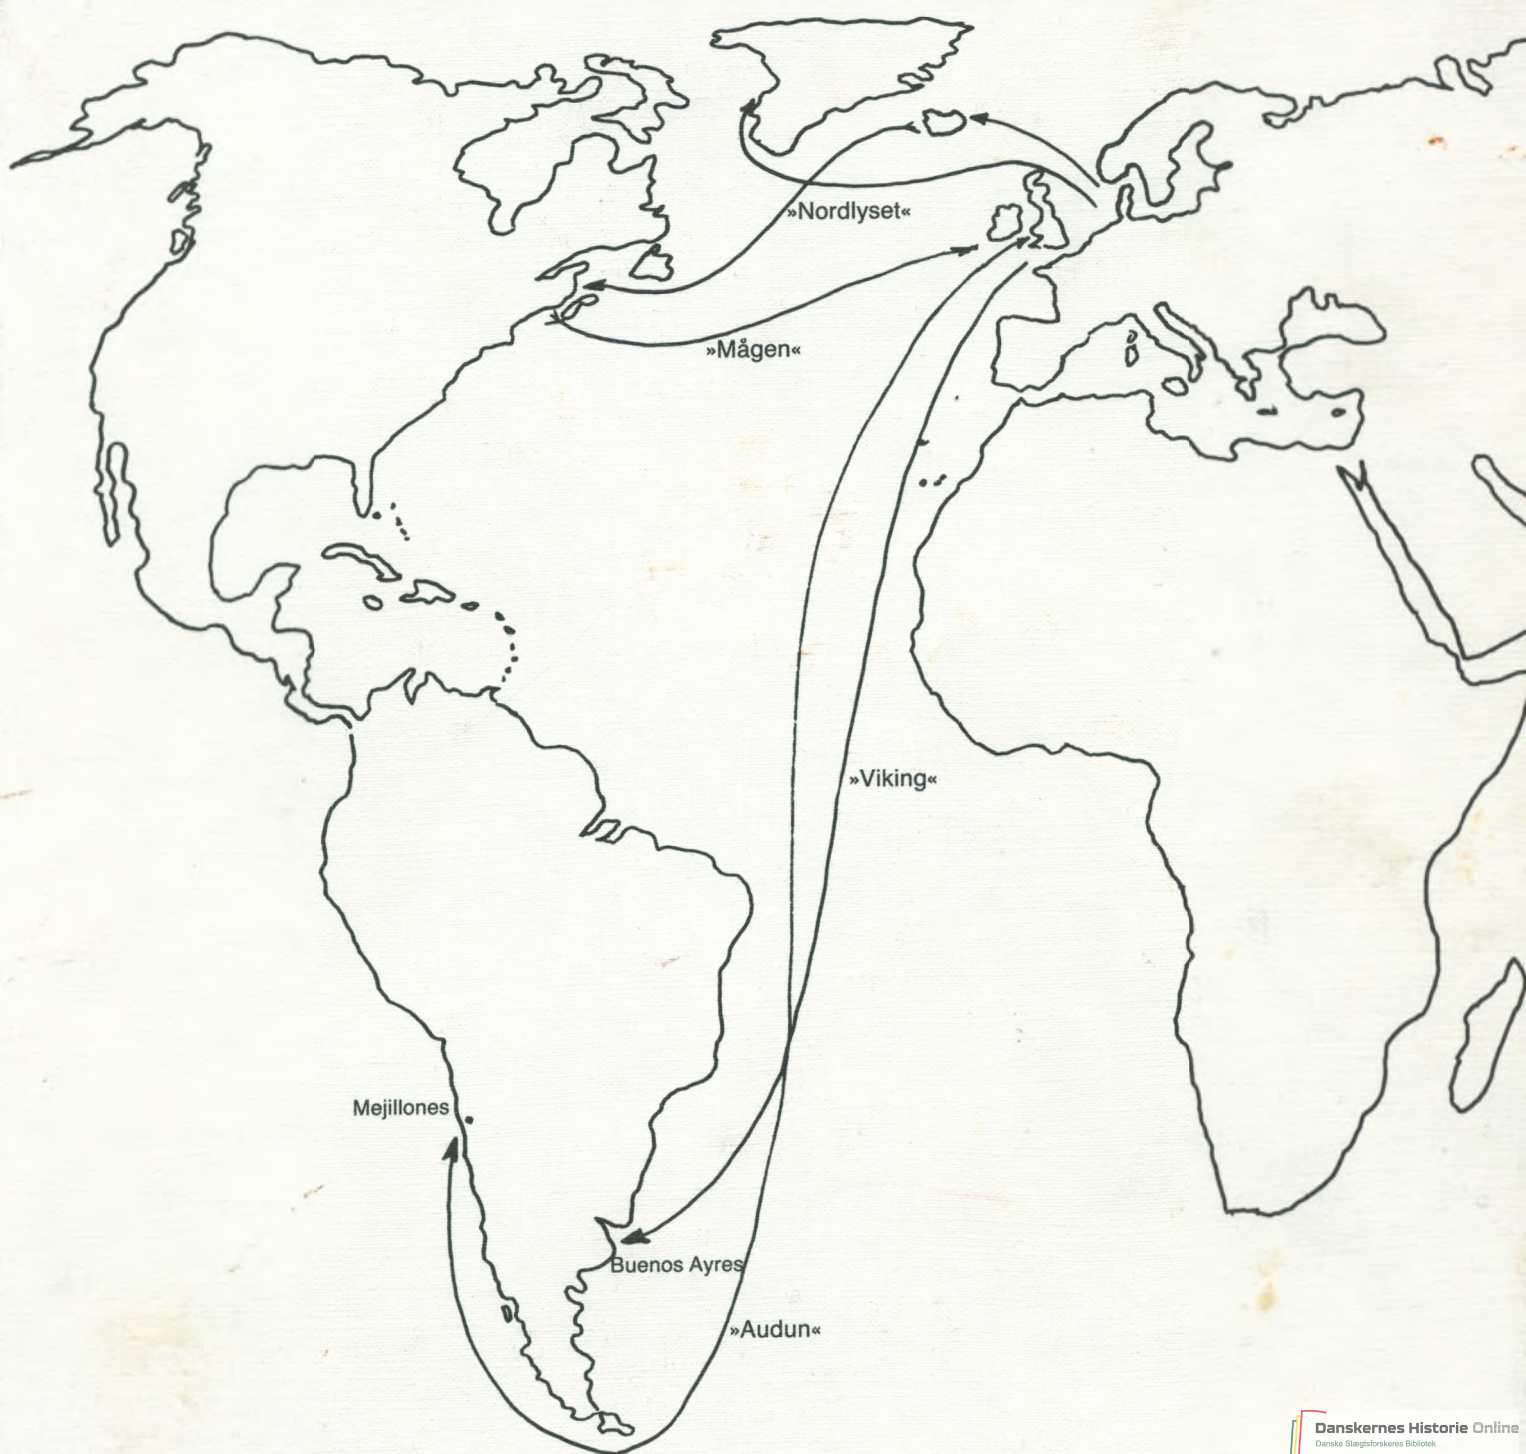 »Nordlyset«
»Mågen«
»Viking«
Mejillones
Buenos Ayres
»Audun«
Danskernes Historie Online
Danske Slægtsforskeres Bibliotek